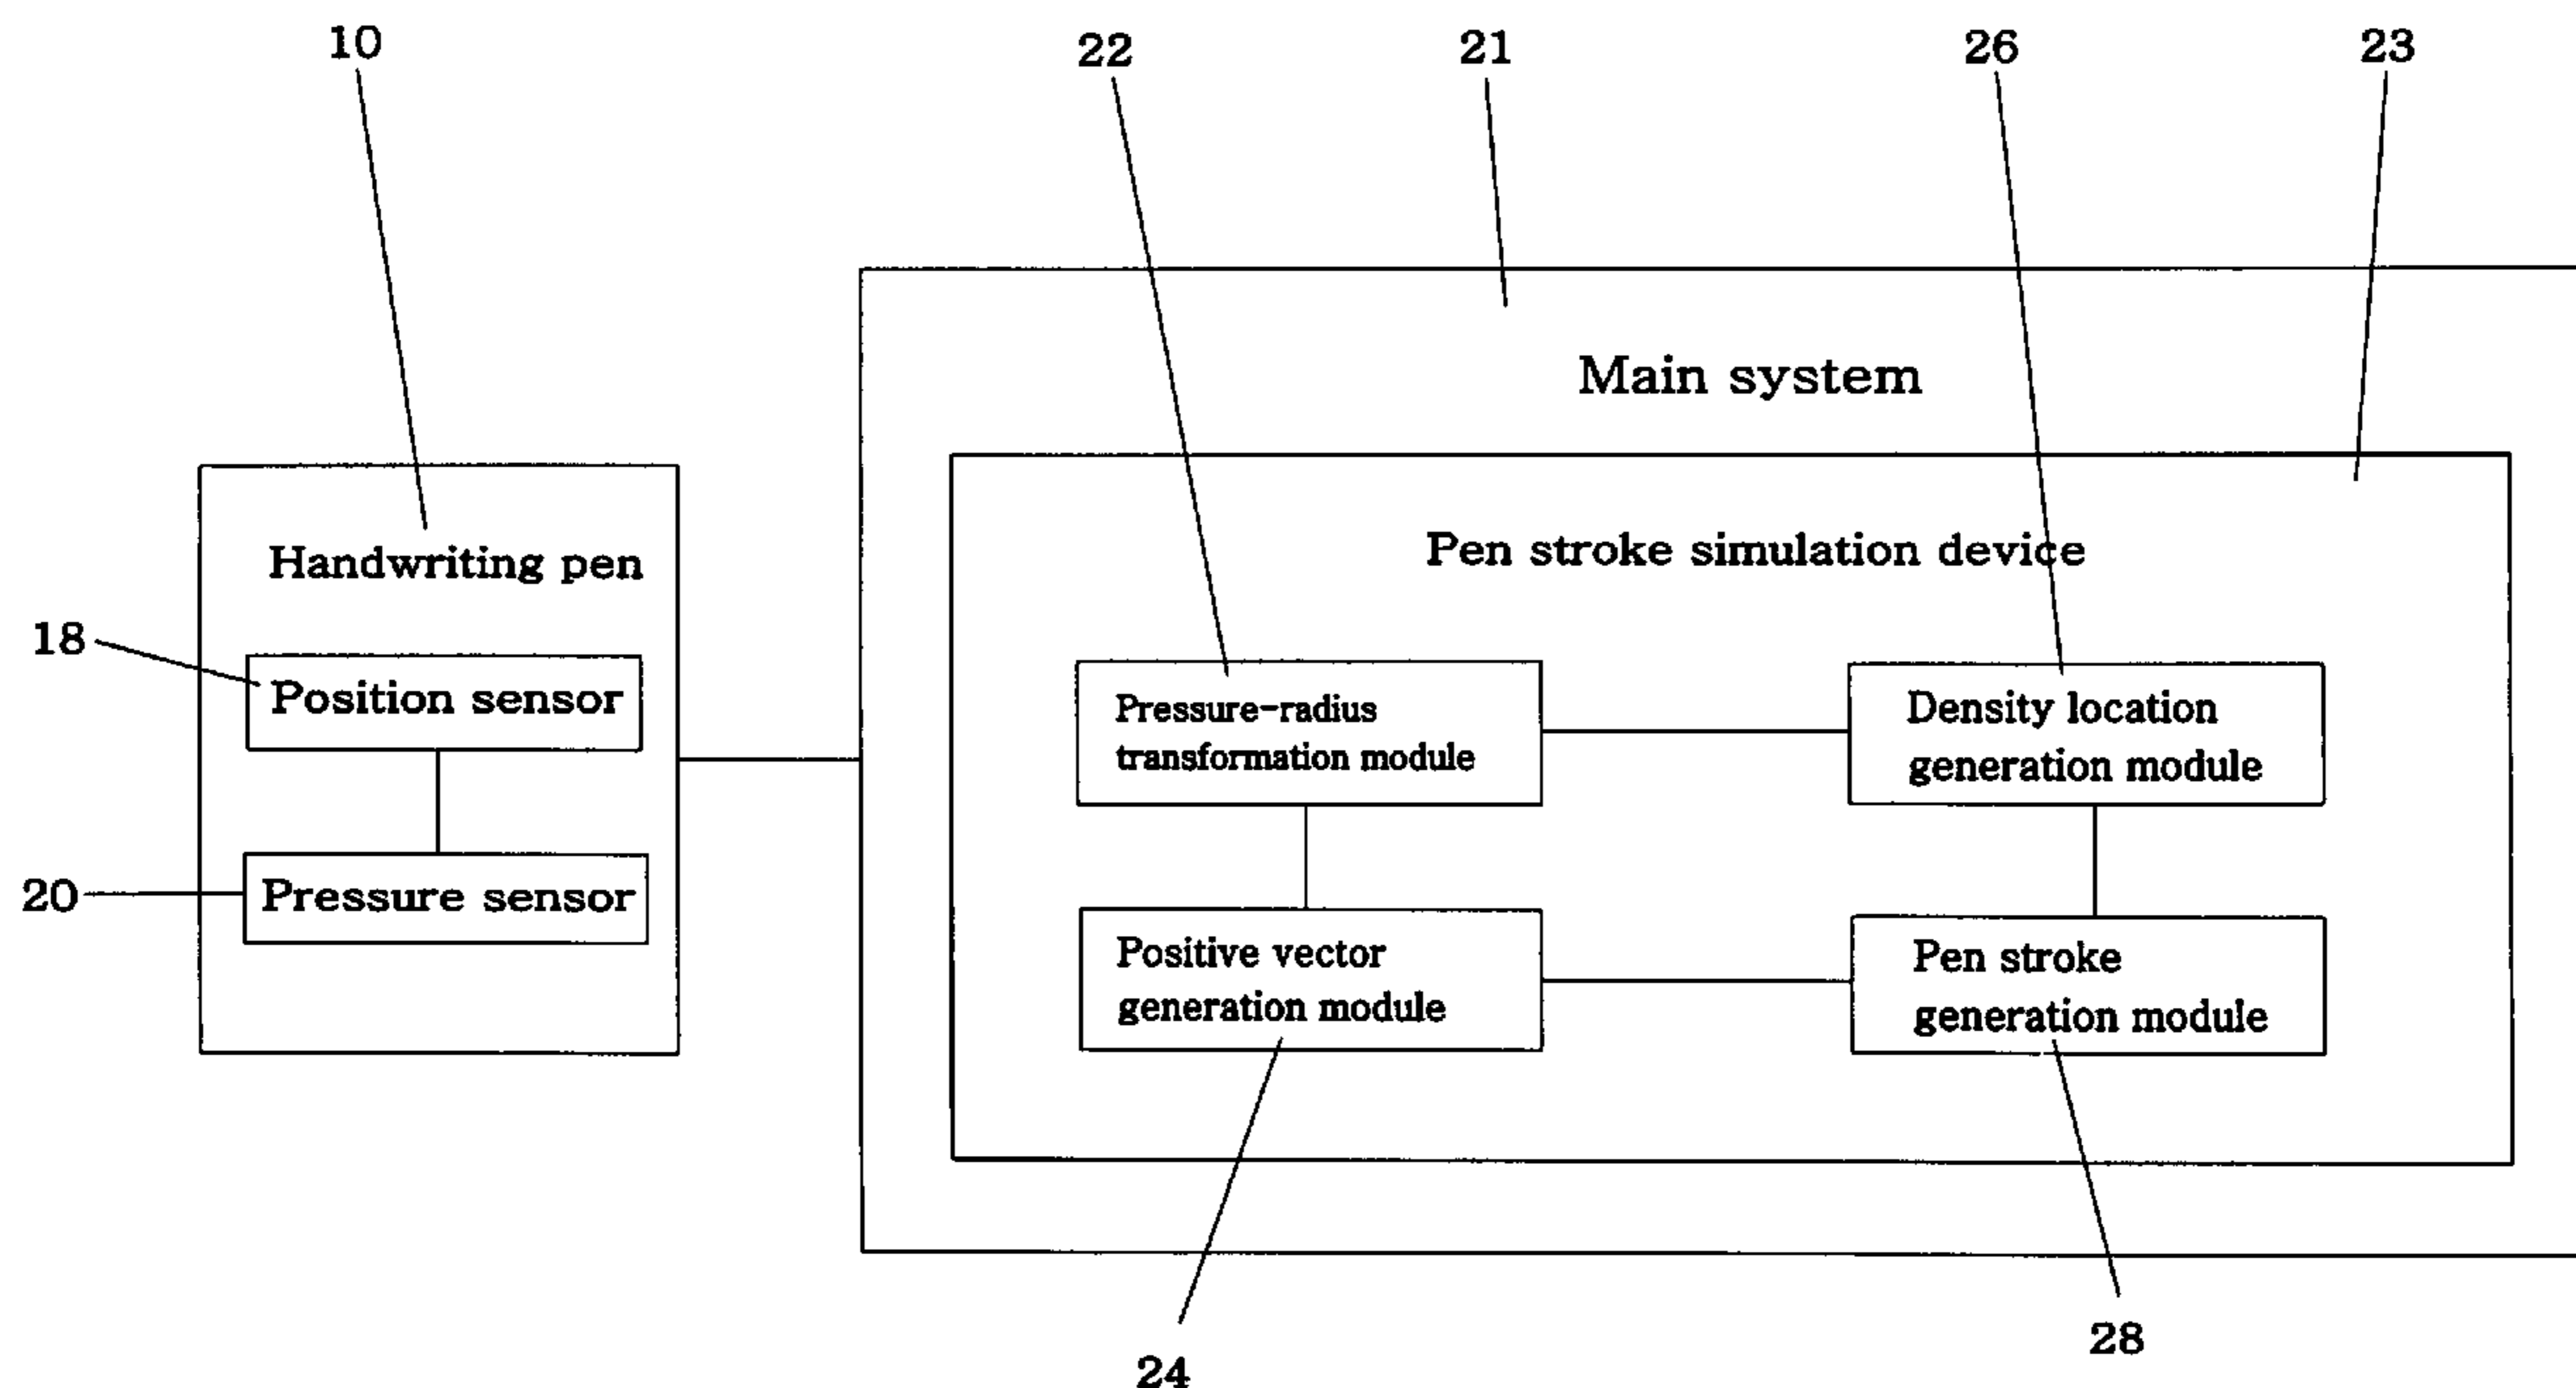 10
22
21
26
23
Main system
Handwriting pen
Pen stroke simulation device
18
Position sensor
20
Pressure sensor
Pressure-radius
transformation module
Density location
generation module
Positive vector
generation module
Pen stroke
generation module
24
28